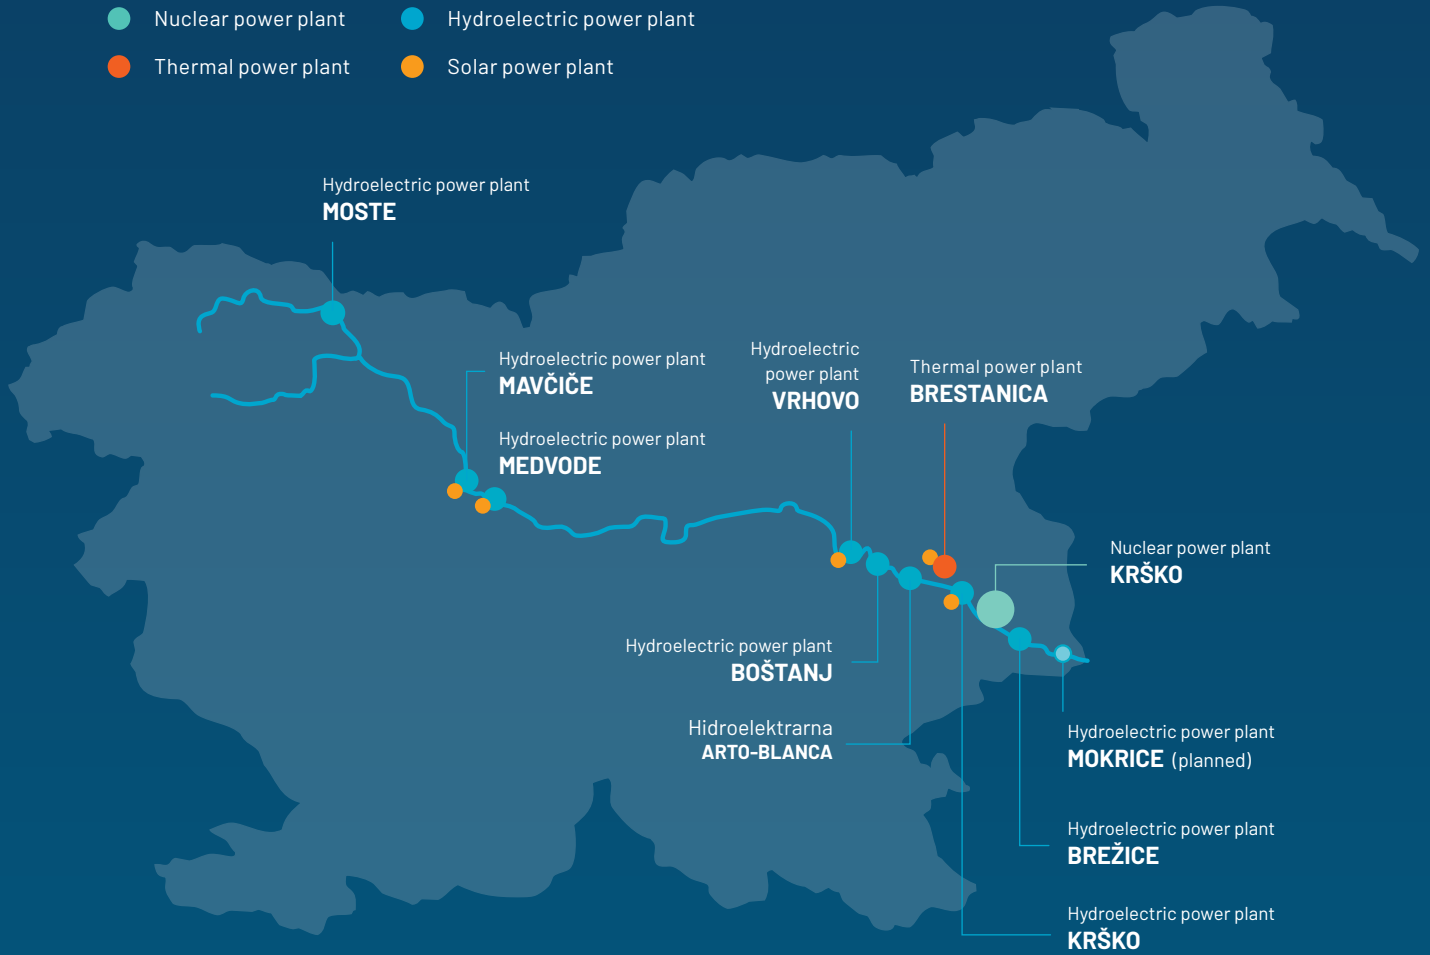 Nuclear power plant
Hydroelectric power plant
Thermal power plant
Solar power plant
Hydroelectric power plant
MOSTE
Hydroelectric power plant
MAVČIČE
Hydroelectric power plant
MEDVODE
Hydroelectric
power plant
VRHOVO
Thermal power plant
BRESTANICA
Nuclear power plant
KRŠKO
Hydroelectric power plant
BOŠTANJ
Hidroelektrarna
ARTO-BLANCA
Hydroelectric power plant
MOKRICE (planned)
Hydroelectric power plant
BREŽICE
Hydroelectric power plant
KRŠKO